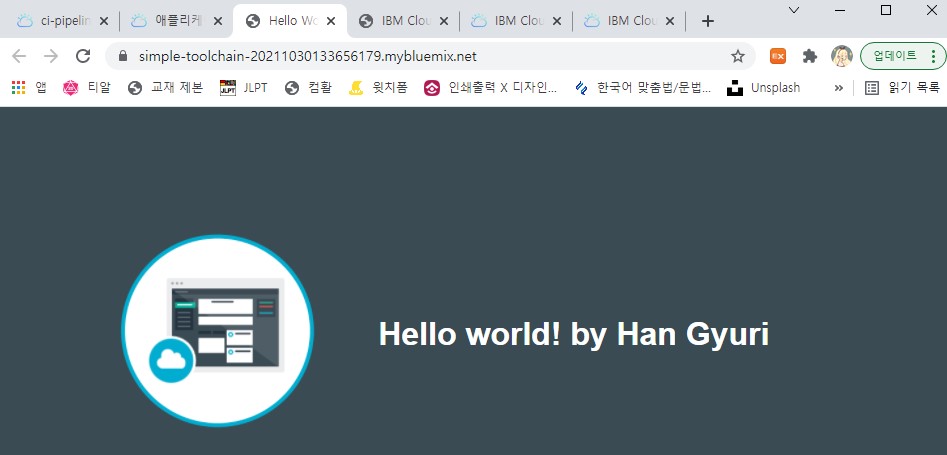 ci-pipelin
애플리케
Hello Wo
IBM Clou
IBM Clou
IBM Clou
simple-toolchain-20211030133656179.mybluemix.net
EX
업데이트
앱
티알
교재 제본
JLPT
JLPT
컴활
윗치폼
인쇄출력 X 디자인...
한국어 맞춤법/문법...
Unsplash
»
읽기 목록
Hello world! by Han Gyuri